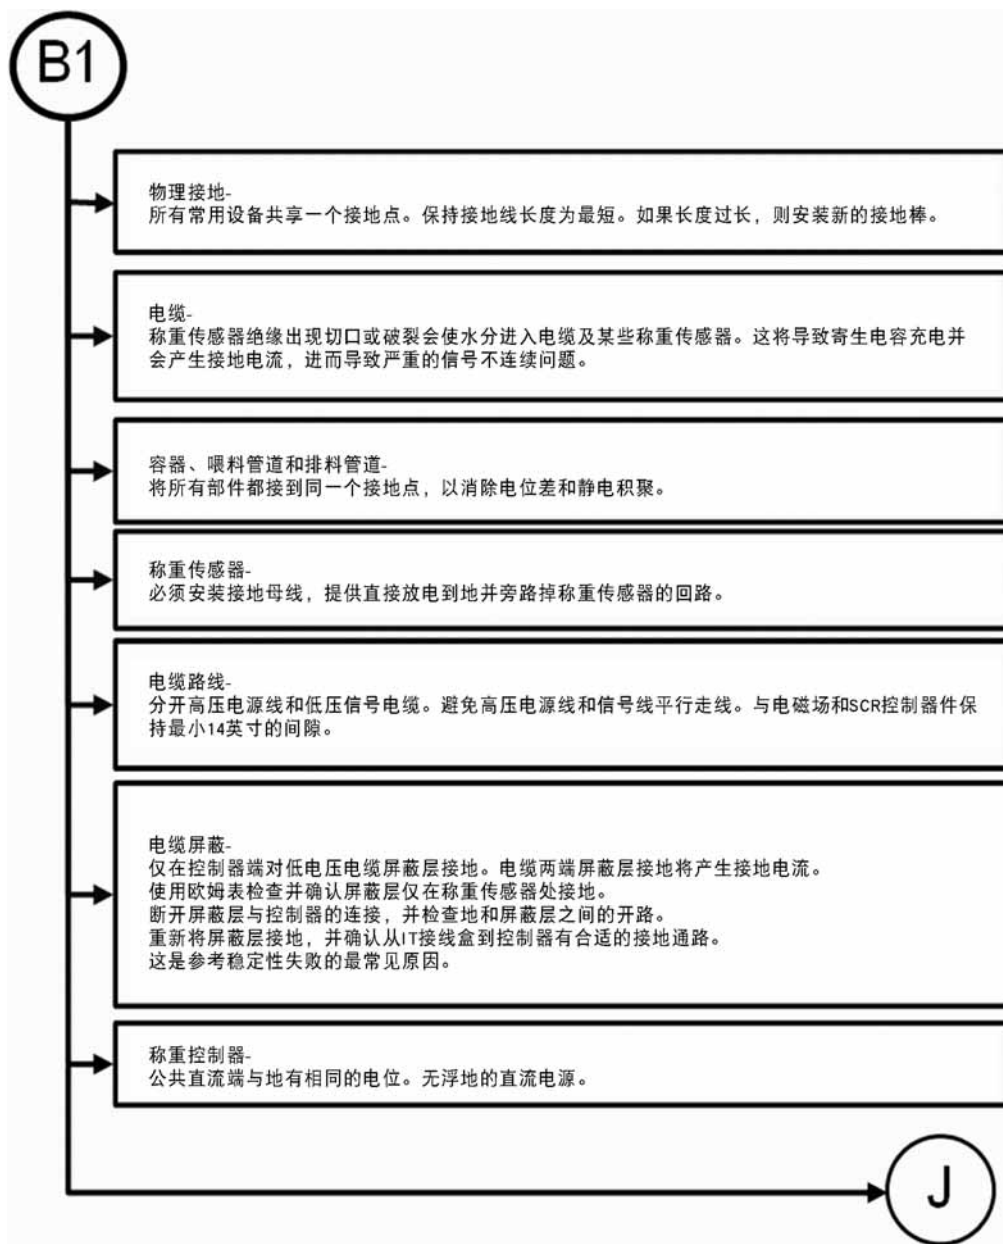 B1
物理接地-
所有常用设备共享一个接地点。保持接地线长度为最短。如果长度过长，则安装新的接地棒。
电缆-
称重传感器绝缘出现切口或破裂会使水分进入电缆及某些称重传感器。这将导致寄生电容充电并
会产生接地电流，进而导致严重的信号不连续问题。
容器、喂料管道和排料管道-
将所有部件都接到同一个接地点，以消除电位差和静电积聚。
称重传感器-
必须安装接地母线，提供直接放电到地并旁路掉称重传感器的回路。
电缆路线-
分开高压电源线和低压信号电缆。避免高压电源线和信号线平行走线。与电磁场和SCR控制器件保
持最小14英寸的间隙。
电缆屏蔽-
仅在控制器端对低电压电缆屏蔽层接地。电缆两端屏蔽层接地将产生接地电流。
使用欧姆表检查并确认屏蔽层仅在称重传感器处接地。
断开屏蔽层与控制器的连接，并检查地和屏蔽层之间的开路。
重新将屏蔽层接地，并确认从IT接线盒到控制器有合适的接地通路。
这是参考稳定性失败的最常见原因。
称重控制器-
公共直流端与地有相同的电位。无浮地的直流电源。
J